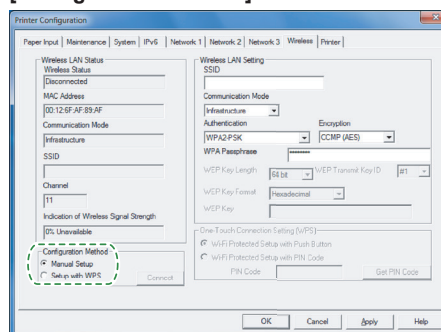 Printer Configuration
Paper Input Maintenance System IPv6 Network 1 Network 2 Network 3 Wireless Printer
Wireless LAN Status
Wireless Status
Disconnected
MAC Address
00:12:6F:AF:89:AF
Communication Mode
Infrastructure
SSID
Channel
11
Indication of Wireless Signal Strength
0% Unavailable
Configuration Method
Manual Setup
Setup with WPS
Connect
Wireless LAN Setting
SSID
Communication Mode
Infrastructure
Authentication Encryption
WPA2-PSK CCMP (AES)
WPA Passphrase ********
WEP Key Length 64 bit WEP Transmit Key ID #1
WEP Key Format Hexadecimal
WEP Key
One-Touch Connection Setting (WPS)
Wi-Fi Protected Setup with Push Button
Wi-Fi Protected Setup with PIN Code
PIN Code Get PIN Code
OK Cancel Apply Help